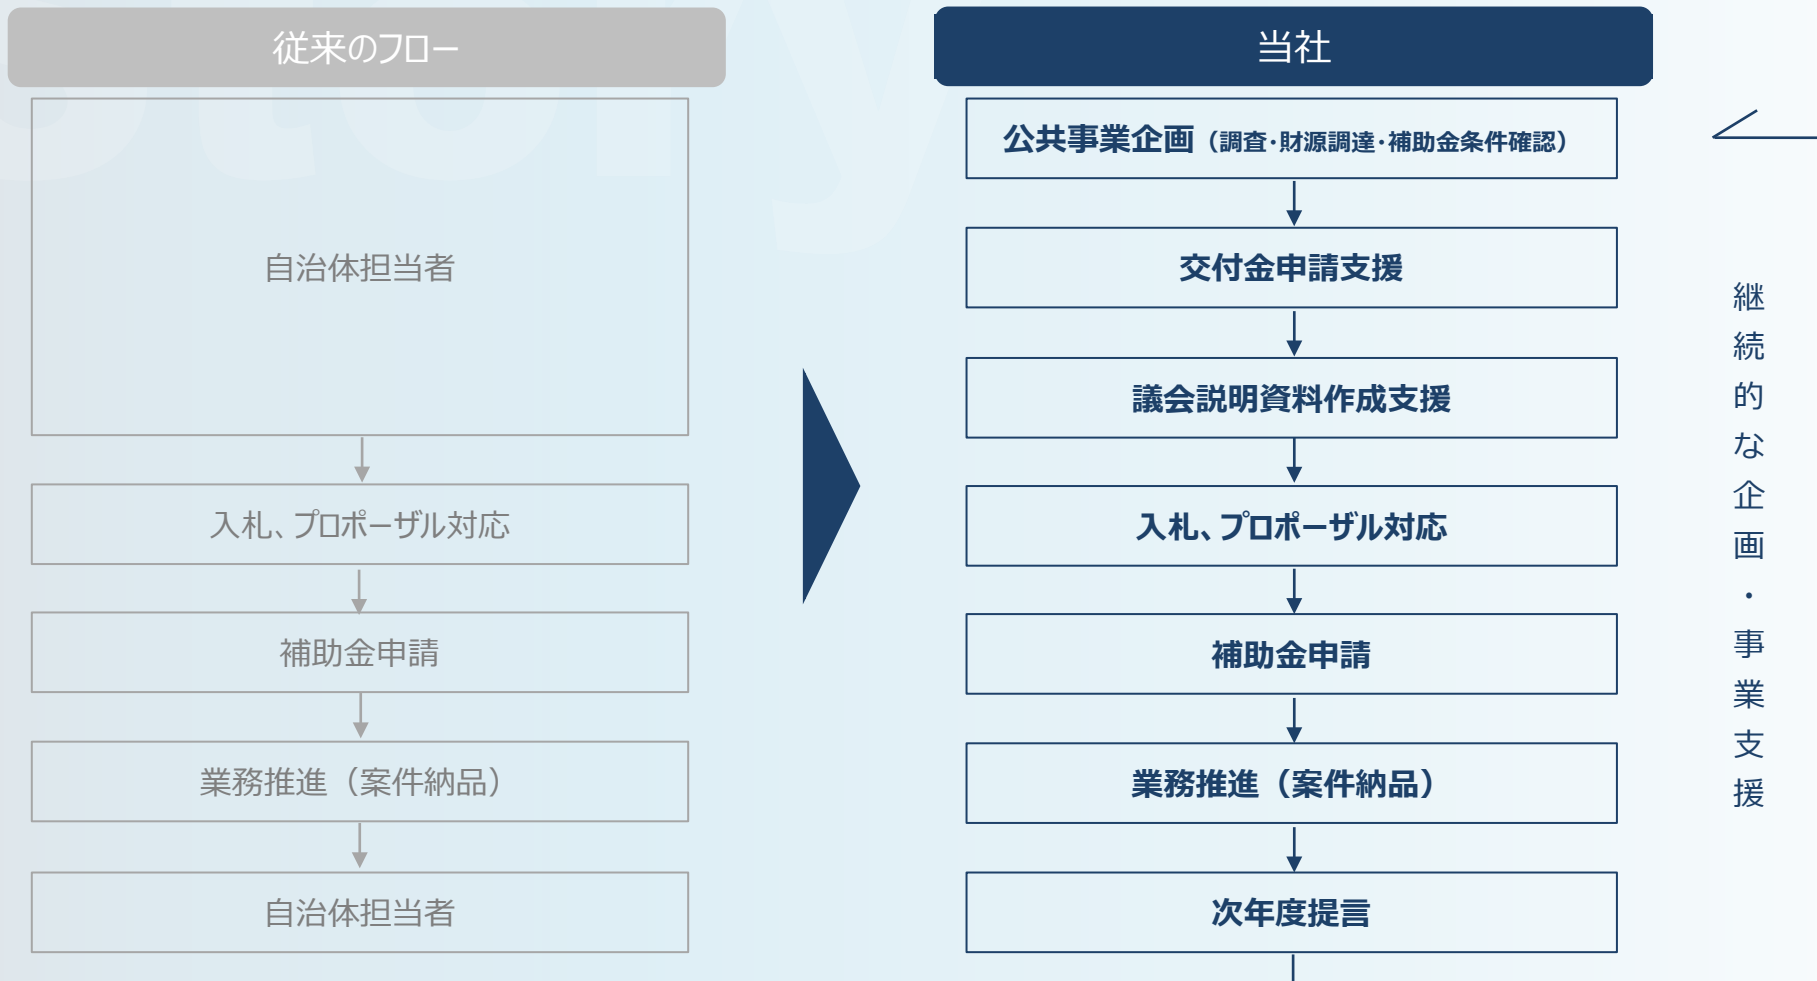 従来のフロー
自治体担当者
入札、プロポーザル対応
補助金申請
業務推進（案件納品）
自治体担当者
当社
公共事業企画（調査・財源調達・補助金条件確認）
交付金申請支援
議会説明資料作成支援
入札、プロポーザル対応
補助金申請
業務推進（案件納品）
次年度提言
継続的な企画・事業支援